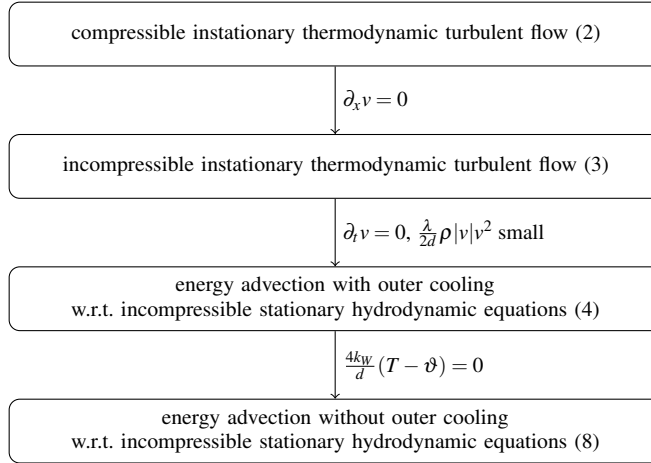 compressible instationary thermodynamic turbulent flow (2)
∂ₓv = 0
incompressible instationary thermodynamic turbulent flow (3)
∂ₜv = 0, λ/2d ρ|v|v² small
energy advection with outer cooling
w.r.t. incompressible stationary hydrodynamic equations (4)
4k_W/d (T − ϑ) = 0
energy advection without outer cooling
w.r.t. incompressible stationary hydrodynamic equations (8)